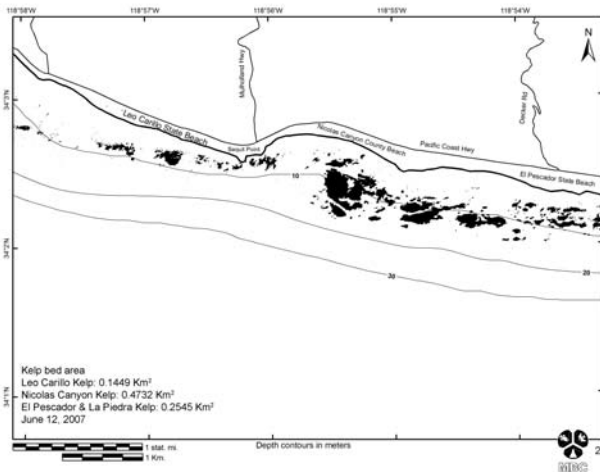 118°58'W 118°57'W 118°56'W 118°55'W 118°54'W
N
34°3'N
Mulholland Hwy
Decker Rd
Leo Carillo State Beach
Sequit Point
Nicolas Canyon County Beach
Pacific Coast Hwy
El Pescador State Beach
10
34°2'N
20
30
34°1'N
Kelp bed area
Leo Carillo Kelp: 0.1449 Km²
Nicolas Canyon Kelp: 0.4732 Km²
El Pescador & La Piedra Kelp: 0.2545 Km²
June 12, 2007
1 stat. mi.
1 Km.
Depth contours in meters
2
MBC